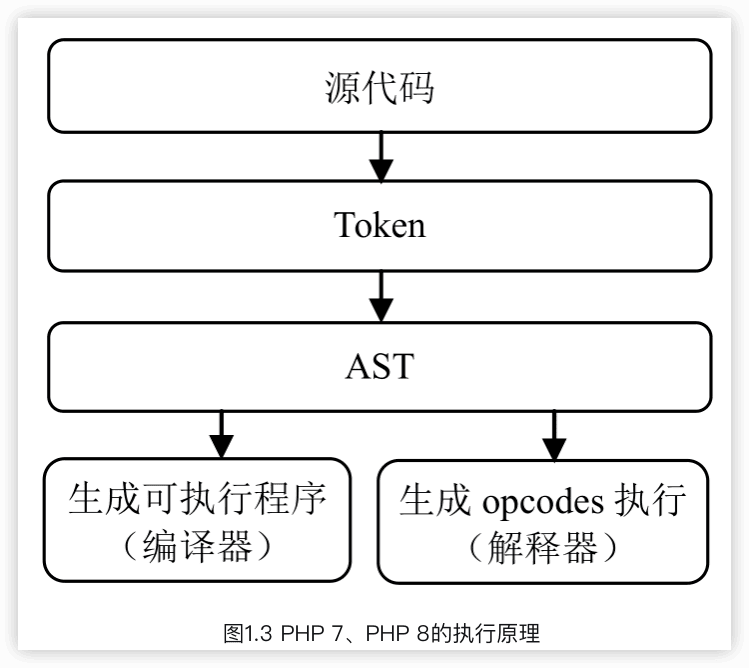 源代码
Token
AST
生成可执行程序
（编译器）
生成 opcodes 执行
（解释器）
图1.3 PHP 7、PHP 8的执行原理